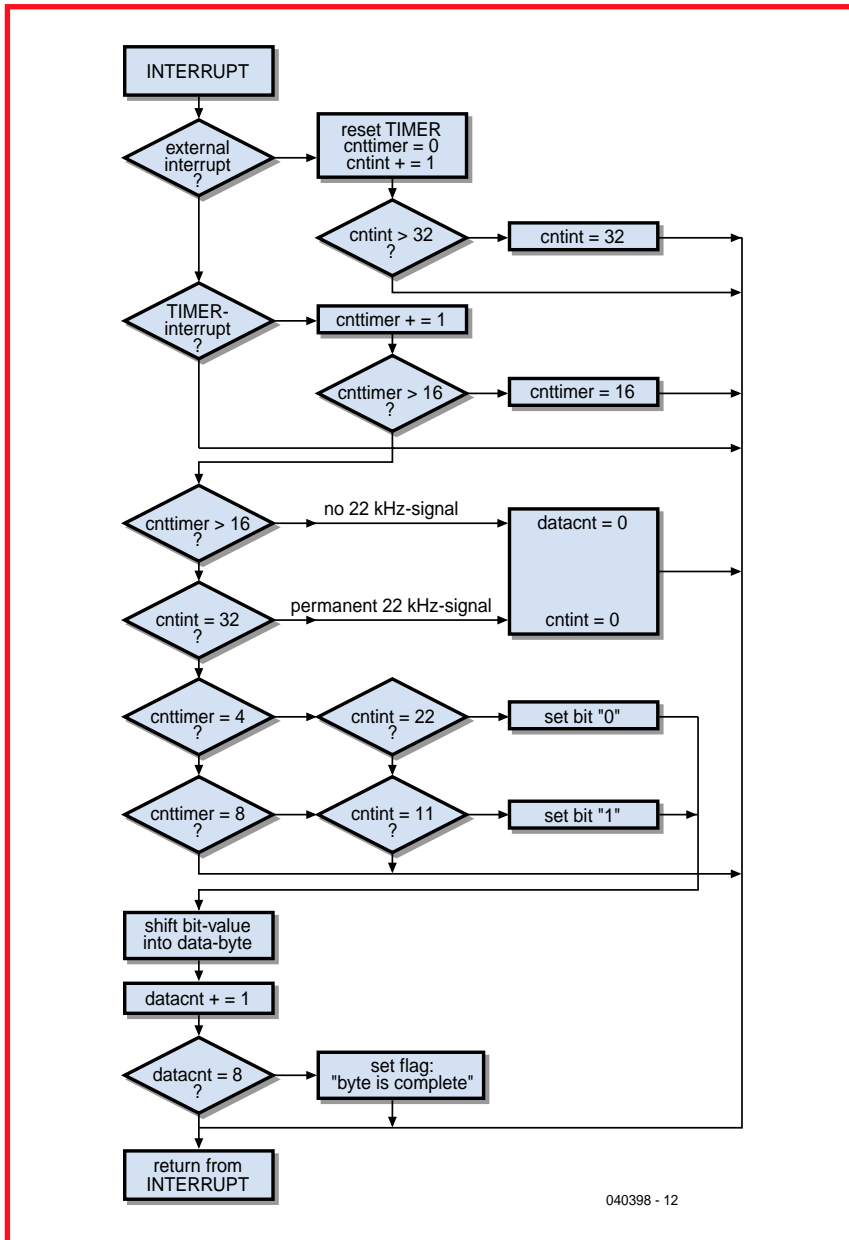 INTERRUPT
external
interrupt
?
reset TIMER
cnttimer = 0
cntint + = 1
cntint > 32
?
cntint = 32
TIMER-
interrupt
?
cnttimer + = 1
cnttimer > 16
?
cnttimer = 16
cnttimer > 16
?
no 22 kHz-signal
datacnt = 0
cntint = 32
?
permanent 22 kHz-signal
cntint = 0
cnttimer = 4
?
cntint = 22
?
set bit "0"
cnttimer = 8
?
cntint = 11
?
set bit "1"
shift bit-value
into data-byte
datacnt + = 1
datacnt = 8
?
set flag:
"byte is complete"
return from
INTERRUPT
040398 - 12